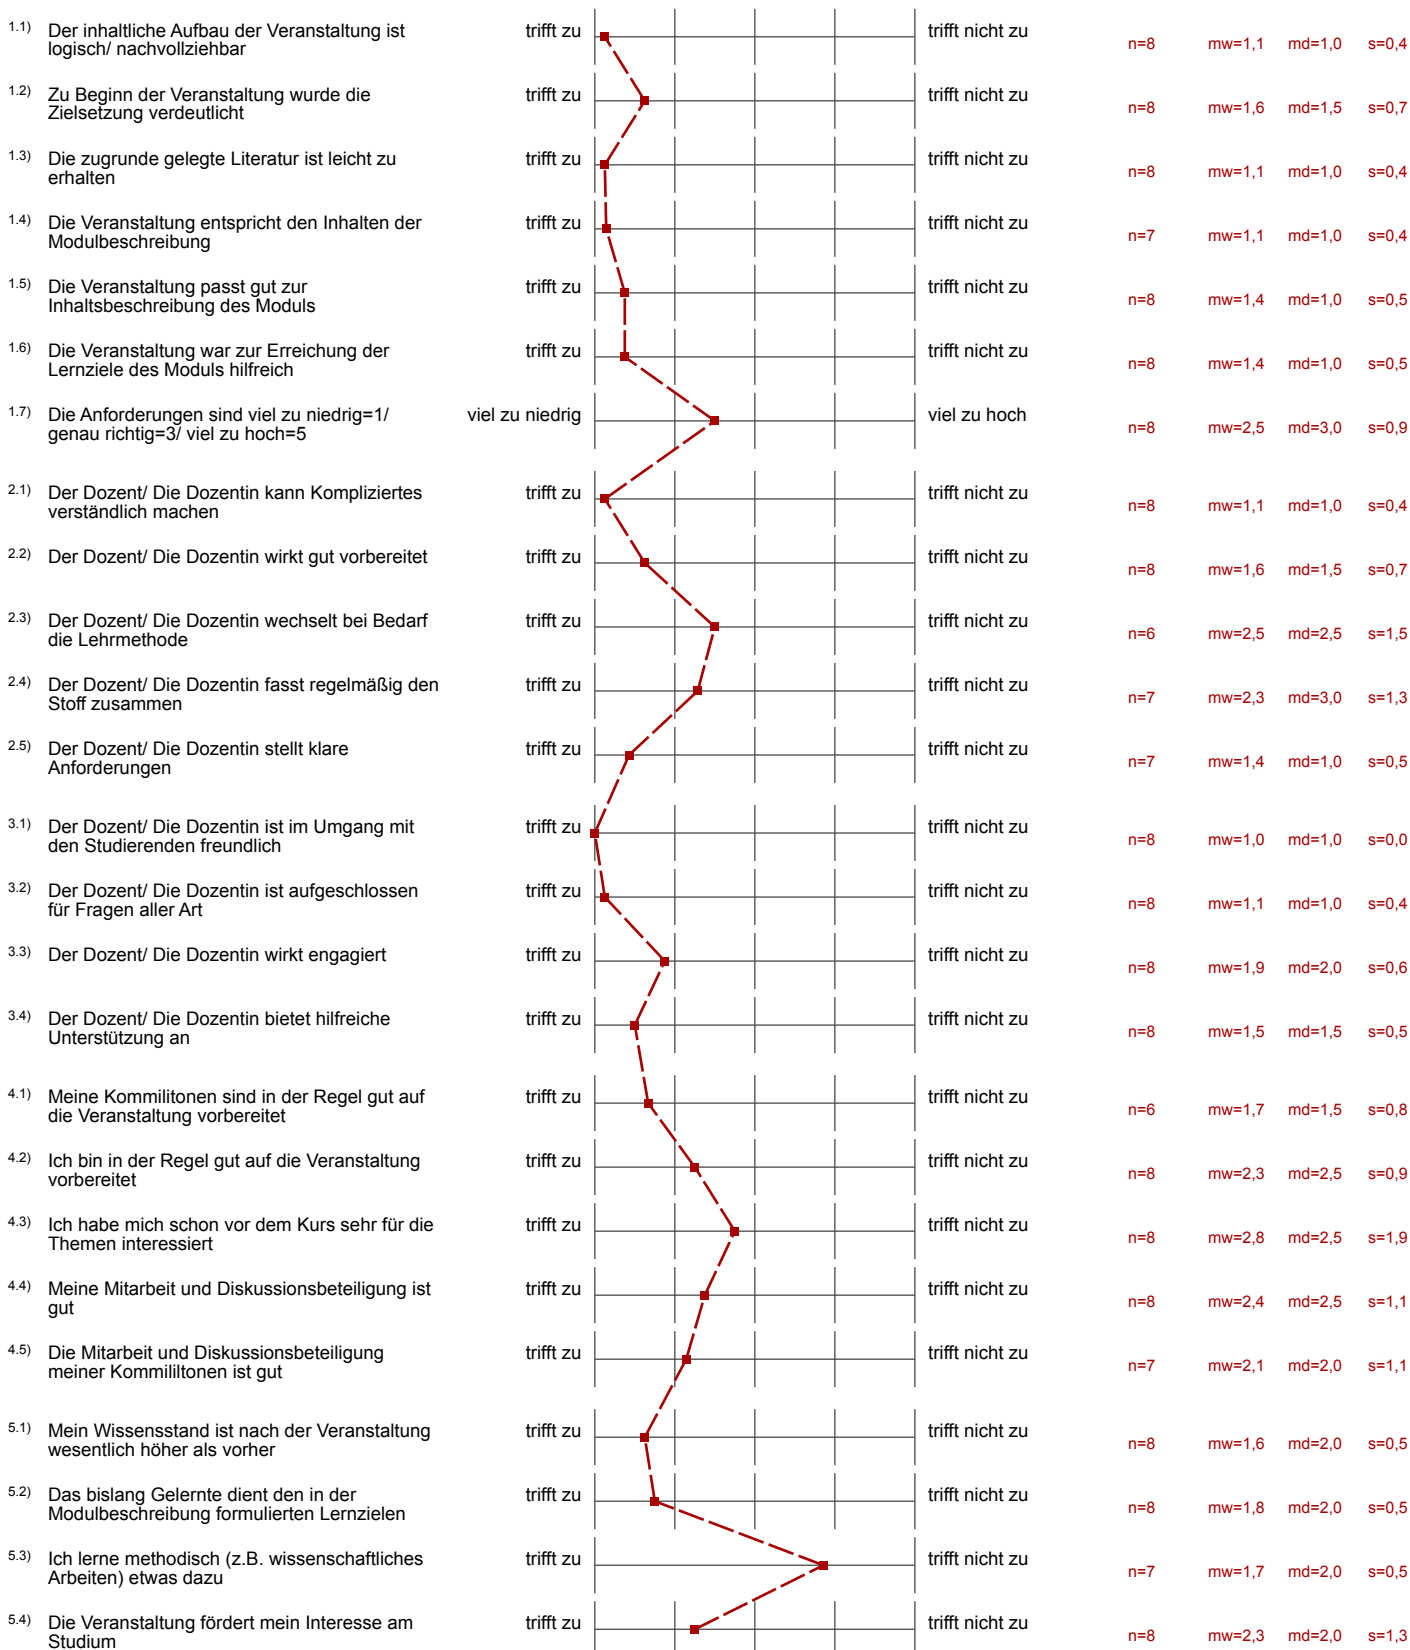 1.1) Der inhaltliche Aufbau der Veranstaltung ist trifft zu trifft nicht zu
logisch/ nachvollziehbar n=8 mw=1,1 md=1,0 s=0,4
1.2) Zu Beginn der Veranstaltung wurde die trifft zu trifft nicht zu
Zielsetzung verdeutlicht n=8 mw=1,6 md=1,5 s=0,7
1.3) Die zugrunde gelegte Literatur ist leicht zu trifft zu trifft nicht zu
erhalten n=8 mw=1,1 md=1,0 s=0,4
1.4) Die Veranstaltung entspricht den Inhalten der trifft zu trifft nicht zu
Modulbeschreibung n=7 mw=1,1 md=1,0 s=0,4
1.5) Die Veranstaltung passt gut zur trifft zu trifft nicht zu
Inhaltsbeschreibung des Moduls n=8 mw=1,4 md=1,0 s=0,5
1.6) Die Veranstaltung war zur Erreichung der trifft zu trifft nicht zu
Lernziele des Moduls hilfreich n=8 mw=1,4 md=1,0 s=0,5
1.7) Die Anforderungen sind viel zu niedrig=1/ viel zu niedrig viel zu hoch
genau richtig=3/ viel zu hoch=5 n=8 mw=2,5 md=3,0 s=0,9
2.1) Der Dozent/ Die Dozentin kann Kompliziertes trifft zu trifft nicht zu
verständlich machen n=8 mw=1,1 md=1,0 s=0,4
2.2) Der Dozent/ Die Dozentin wirkt gut vorbereitet trifft zu trifft nicht zu
n=8 mw=1,6 md=1,5 s=0,7
2.3) Der Dozent/ Die Dozentin wechselt bei Bedarf trifft zu trifft nicht zu
die Lehrmethode n=6 mw=2,5 md=2,5 s=1,5
2.4) Der Dozent/ Die Dozentin fasst regelmäßig den trifft zu trifft nicht zu
Stoff zusammen n=7 mw=2,3 md=3,0 s=1,3
2.5) Der Dozent/ Die Dozentin stellt klare trifft zu trifft nicht zu
Anforderungen n=7 mw=1,4 md=1,0 s=0,5
3.1) Der Dozent/ Die Dozentin ist im Umgang mit trifft zu trifft nicht zu
den Studierenden freundlich n=8 mw=1,0 md=1,0 s=0,0
3.2) Der Dozent/ Die Dozentin ist aufgeschlossen trifft zu trifft nicht zu
für Fragen aller Art n=8 mw=1,1 md=1,0 s=0,4
3.3) Der Dozent/ Die Dozentin wirkt engagiert trifft zu trifft nicht zu
n=8 mw=1,9 md=2,0 s=0,6
3.4) Der Dozent/ Die Dozentin bietet hilfreiche trifft zu trifft nicht zu
Unterstützung an n=8 mw=1,5 md=1,5 s=0,5
4.1) Meine Kommilitonen sind in der Regel gut auf trifft zu trifft nicht zu
die Veranstaltung vorbereitet n=6 mw=1,7 md=1,5 s=0,8
4.2) Ich bin in der Regel gut auf die Veranstaltung trifft zu trifft nicht zu
vorbereitet n=8 mw=2,3 md=2,5 s=0,9
4.3) Ich habe mich schon vor dem Kurs sehr für die trifft zu trifft nicht zu
Themen interessiert n=8 mw=2,8 md=2,5 s=1,9
4.4) Meine Mitarbeit und Diskussionsbeteiligung ist trifft zu trifft nicht zu
gut n=8 mw=2,4 md=2,5 s=1,1
4.5) Die Mitarbeit und Diskussionsbeteiligung trifft zu trifft nicht zu
meiner Kommililtonen ist gut n=7 mw=2,1 md=2,0 s=1,1
5.1) Mein Wissensstand ist nach der Veranstaltung trifft zu trifft nicht zu
wesentlich höher als vorher n=8 mw=1,6 md=2,0 s=0,5
5.2) Das bislang Gelernte dient den in der trifft zu trifft nicht zu
Modulbeschreibung formulierten Lernzielen n=8 mw=1,8 md=2,0 s=0,5
5.3) Ich lerne methodisch (z.B. wissenschaftliches trifft zu trifft nicht zu
Arbeiten) etwas dazu n=7 mw=1,7 md=2,0 s=0,5
5.4) Die Veranstaltung fördert mein Interesse am trifft zu trifft nicht zu
Studium n=8 mw=2,3 md=2,0 s=1,3